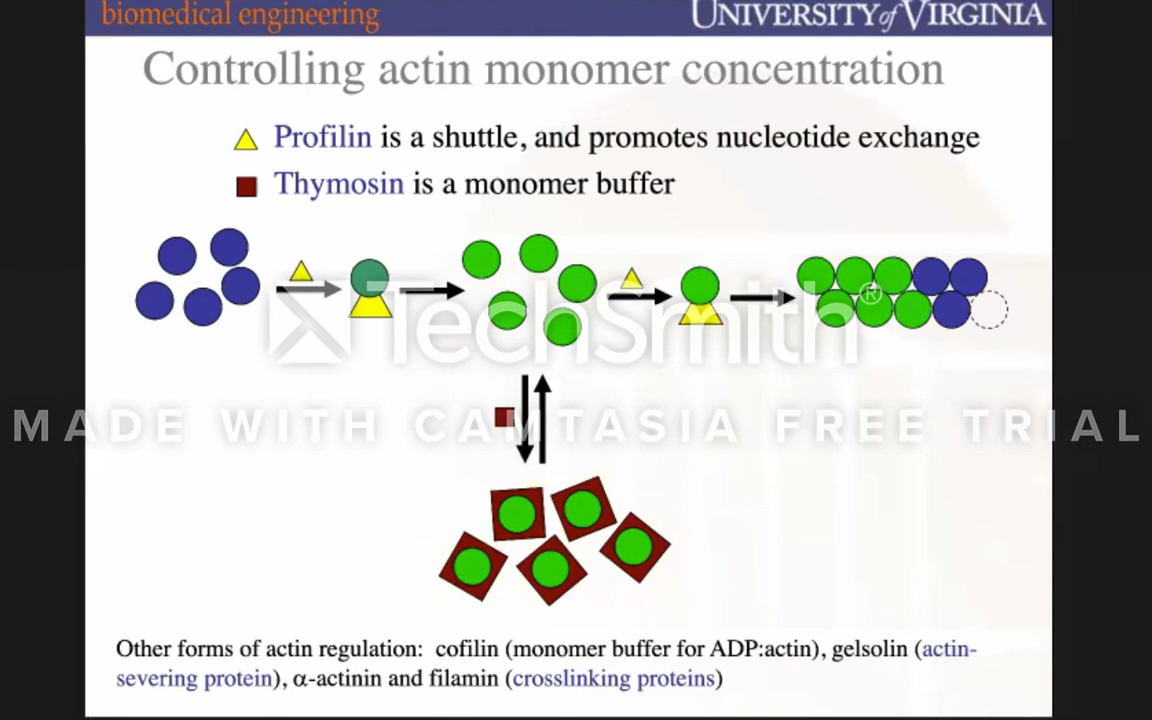 biomedical engineering
UNIVERSITY of VIRGINIA
Controlling actin monomer concentration
Profilin is a shuttle, and promotes nucleotide exchange
Thymosin is a monomer buffer
TechSmith®
MADE WITH CAMTASIA FREE TRIAL
Other forms of actin regulation: cofilin (monomer buffer for ADP:actin), gelsolin (actin-
severing protein), α-actinin and filamin (crosslinking proteins)